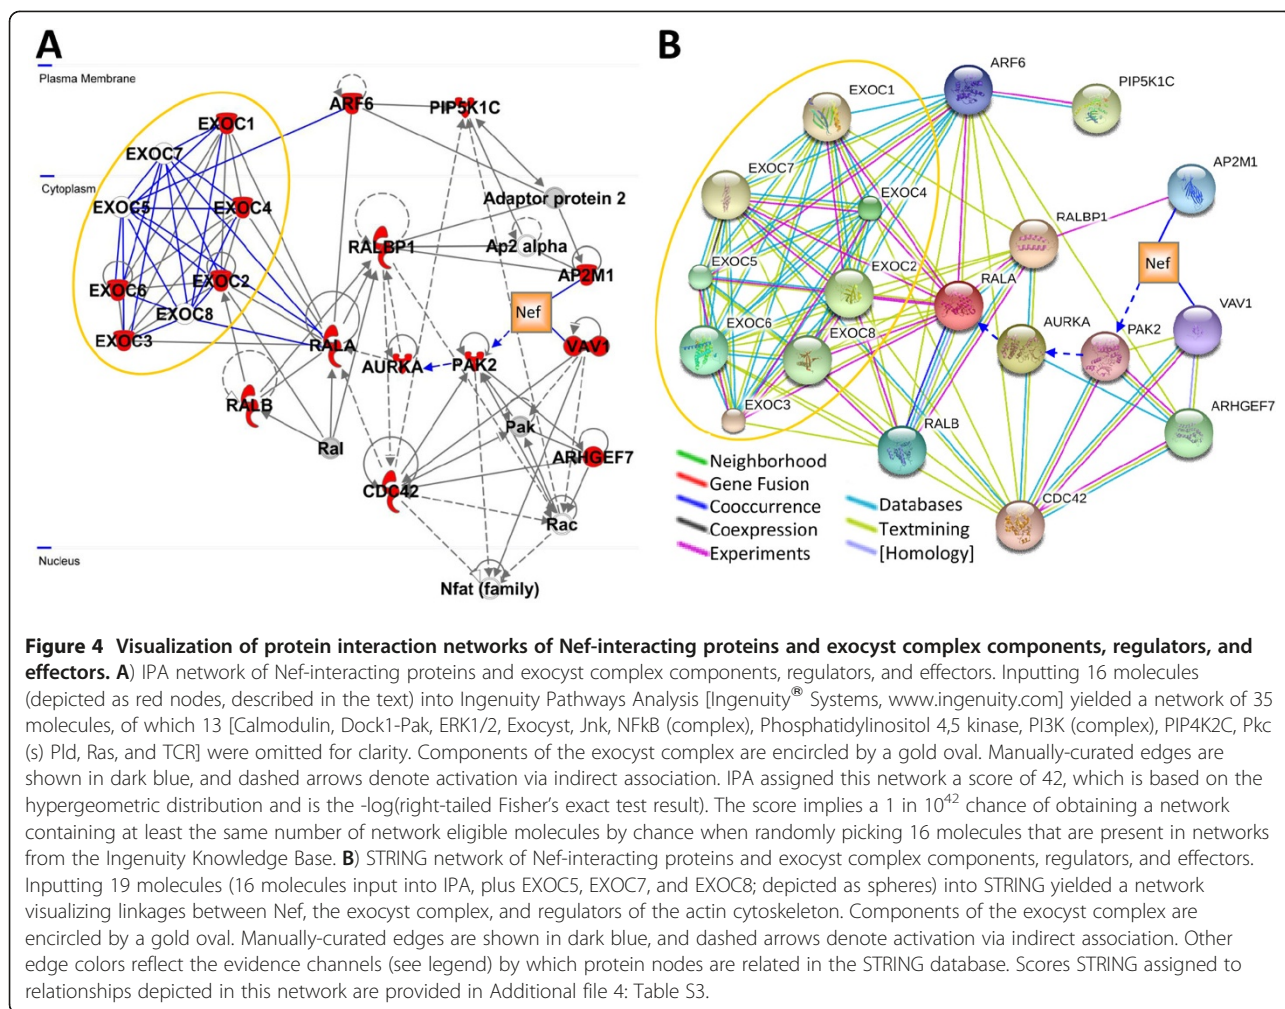 A
Plasma Membrane
ARF6
PIP5K1C
EXOC1
EXOC7
Cytoplasm
EXOC5
EXOC4
Adaptor protein 2
RALBP1
Ap2 alpha
EXOC2
AP2M1
EXOC6
EXOC8
Nef
EXOC3
RALA
AURKA
PAK2
VAV1
RALB
Pak
Ral
ARHGEF7
CDC42
Rac
Nucleus
Nfat (family)
B
ARF6
PIP5K1C
EXOC1
EXOC7
AP2M1
EXOC4
RALBP1
EXOC5
EXOC2
RALA
Nef
EXOC6
EXOC8
AURKA
PAK2
VAV1
EXOC3
RALB
ARHGEF7
CDC42
Neighborhood
Gene Fusion
Cooccurrence
Coexpression
Experiments
Databases
Textmining
[Homology]
Figure 4 Visualization of protein interaction networks of Nef-interacting proteins and exocyst complex components, regulators, and
effectors. A) IPA network of Nef-interacting proteins and exocyst complex components, regulators, and effectors. Inputting 16 molecules
(depicted as red nodes, described in the text) into Ingenuity Pathways Analysis [Ingenuity® Systems, www.ingenuity.com] yielded a network of 35
molecules, of which 13 [Calmodulin, Dock1-Pak, ERK1/2, Exocyst, Jnk, NFkB (complex), Phosphatidylinositol 4,5 kinase, PI3K (complex), PIP4K2C, Pkc
(s) Pld, Ras, and TCR] were omitted for clarity. Components of the exocyst complex are encircled by a gold oval. Manually-curated edges are
shown in dark blue, and dashed arrows denote activation via indirect association. IPA assigned this network a score of 42, which is based on the
hypergeometric distribution and is the -log(right-tailed Fisher's exact test result). The score implies a 1 in 10⁴² chance of obtaining a network
containing at least the same number of network eligible molecules by chance when randomly picking 16 molecules that are present in networks
from the Ingenuity Knowledge Base. B) STRING network of Nef-interacting proteins and exocyst complex components, regulators, and effectors.
Inputting 19 molecules (16 molecules input into IPA, plus EXOC5, EXOC7, and EXOC8; depicted as spheres) into STRING yielded a network
visualizing linkages between Nef, the exocyst complex, and regulators of the actin cytoskeleton. Components of the exocyst complex are
encircled by a gold oval. Manually-curated edges are shown in dark blue, and dashed arrows denote activation via indirect association. Other
edge colors reflect the evidence channels (see legend) by which protein nodes are related in the STRING database. Scores STRING assigned to
relationships depicted in this network are provided in Additional file 4: Table S3.